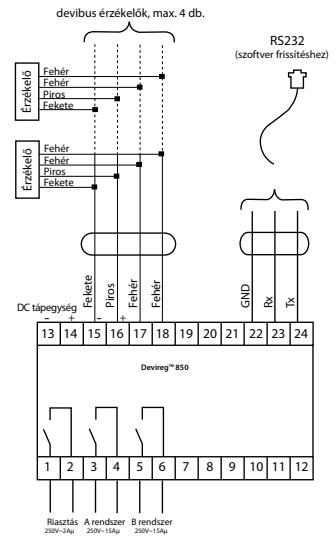 devibus érzékelők, max. 4 db.
RS232
(szoftver frissítéshez)
Érzékelő
Fehér
Fehér
Piros
Fekete
Érzékelő
Fehér
Fehér
Piros
Fekete
Fekete
Piros
Fehér
Fehér
GND
Rx
Tx
DC tápegység
– + – +
13 14 15 16 17 18 19 20 21 22 23 24
Devireg™ 850
1 2 3 4 5 6 7 8 9 10 11 12
Riasztás A rendszer B rendszer
250V~2Aµ 250V~15Aµ 250V~15Aµ